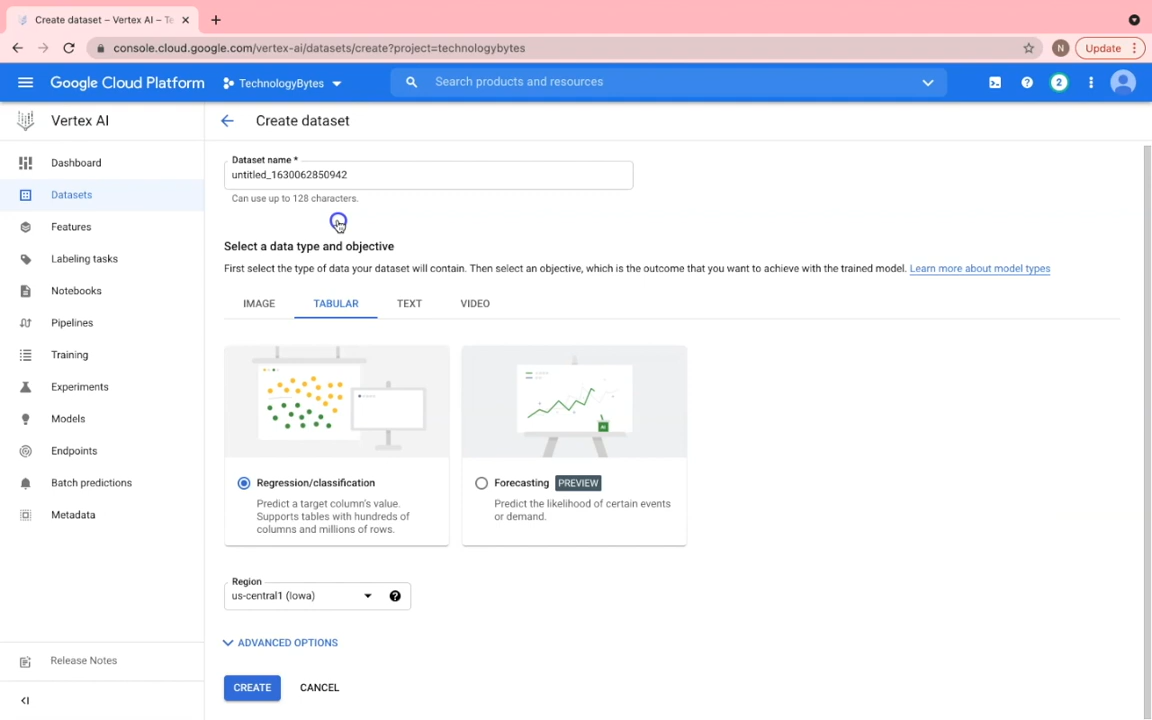 Create dataset – Vertex AI – Te
console.cloud.google.com/vertex-ai/datasets/create?project=technologybytes
N
Update
Google Cloud Platform
TechnologyBytes
Search products and resources
2
Vertex AI
Create dataset
Dashboard
Datasets
Features
Labeling tasks
Notebooks
Pipelines
Training
Experiments
Models
Endpoints
Batch predictions
Metadata
Release Notes
Dataset name *
untitled_1630062850942
Can use up to 128 characters.
Select a data type and objective
First select the type of data your dataset will contain. Then select an objective, which is the outcome that you want to achieve with the trained model. Learn more about model types
IMAGE
TABULAR
TEXT
VIDEO
Regression/classification
Predict a target column's value.
Supports tables with hundreds of
columns and millions of rows.
Forecasting PREVIEW
Predict the likelihood of certain events
or demand.
Region
us-central1 (Iowa)
ADVANCED OPTIONS
CREATE
CANCEL